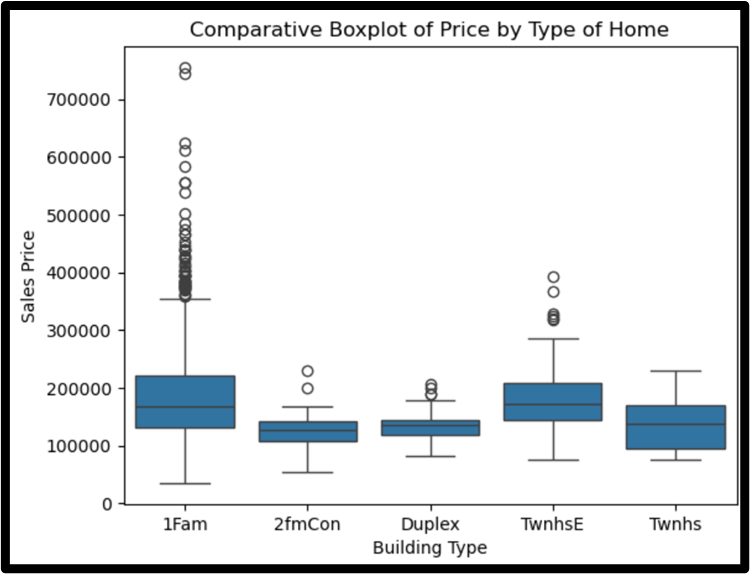 Comparative Boxplot of Price by Type of Home
700000
600000
500000
400000
300000
200000
100000
0
Sales Price
1Fam 2fmCon Duplex TwnhsE Twnhs
Building Type